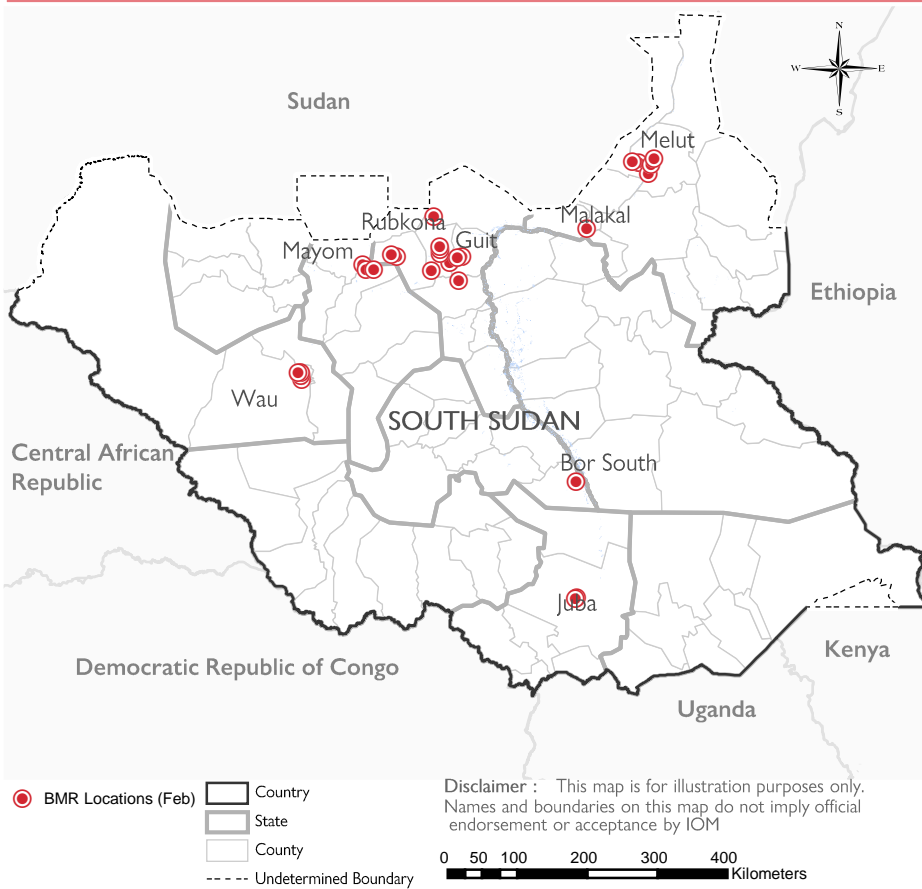 N
W E
S
Sudan
Melut
Malakal
Rubkona
Guit
Mayom
Ethiopia
Wau
SOUTH SUDAN
Central African
Republic
Bor South
Juba
Kenya
Democratic Republic of Congo
Uganda
BMR Locations (Feb)
Country
State
County
Undetermined Boundary
Disclaimer : This map is for illustration purposes only.
Names and boundaries on this map do not imply official
endorsement or acceptance by IOM
0 50 100 200 300 400
Kilometers